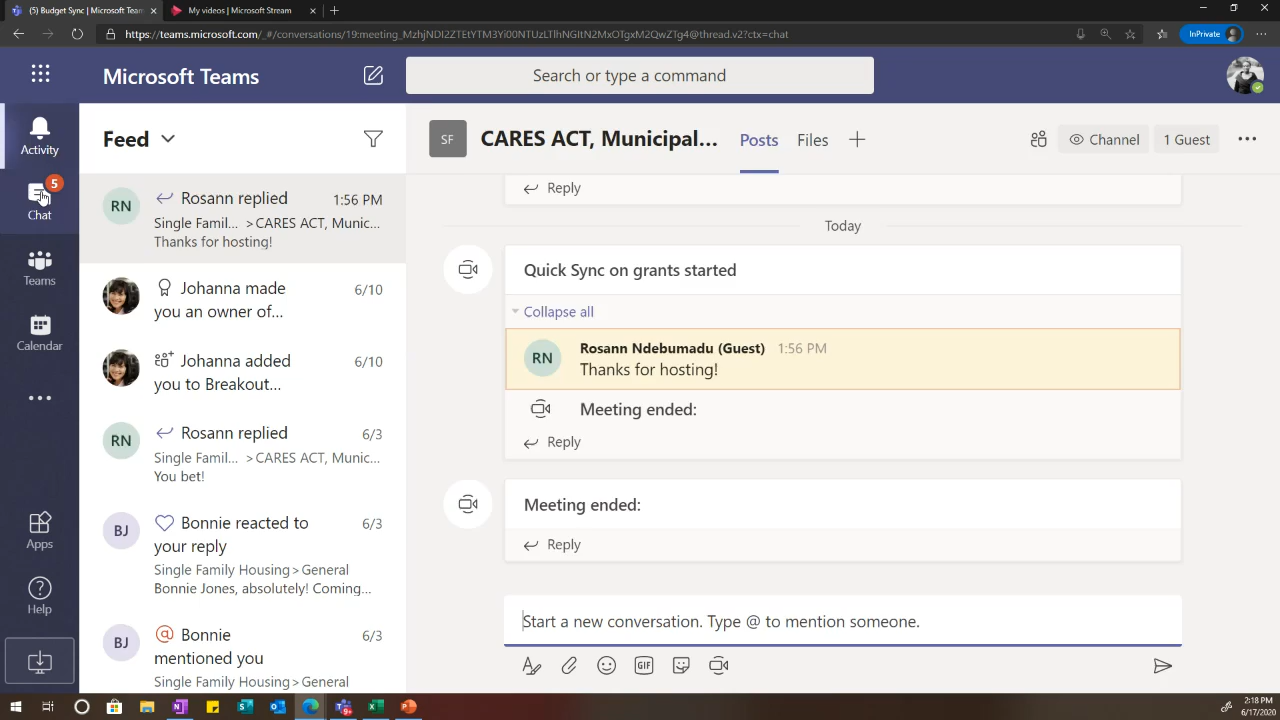 (5) Budget Sync | Microsoft Team
My videos | Microsoft Stream
https://teams.microsoft.com/_#/conversations/19:meeting_MzhjNDI2ZTEtYTM3Yi00NTUzLTlhNGItN2MxOTgxM2QwZTg4@thread.v2?ctx=chat
InPrivate
Microsoft Teams
Search or type a command
Activity
5
Chat
Teams
Calendar
Apps
Help
Feed
RN
Rosann replied
1:56 PM
Single Famil... > CARES ACT, Munic...
Thanks for hosting!
Johanna made
6/10
you an owner of...
Johanna added
6/10
you to Breakout...
RN
Rosann replied
6/3
Single Famil... > CARES ACT, Munic...
You bet!
BJ
Bonnie reacted to
6/3
your reply
Single Family Housing > General
Bonnie Jones, absolutely! Coming...
BJ
Bonnie
6/3
mentioned you
Single Family Housing > General
SF
CARES ACT, Municipal...
Posts
Files
Channel
1 Guest
Reply
Today
Quick Sync on grants started
Collapse all
RN
Rosann Ndebumadu (Guest)
1:56 PM
Thanks for hosting!
Meeting ended:
Reply
Meeting ended:
Reply
Start a new conversation. Type @ to mention someone.
GIF
2:18 PM
6/17/2020